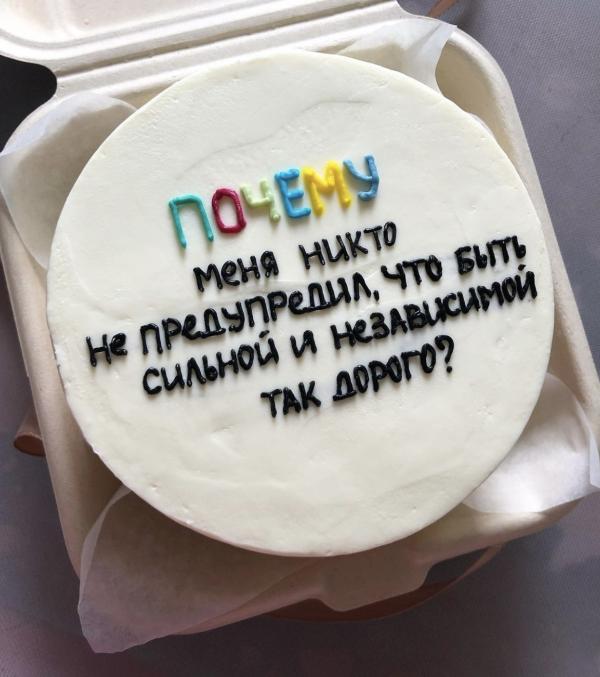 ПОЧЕМУ
меня никто
не предупредил, что быть
сильной и независимой
так дорого?